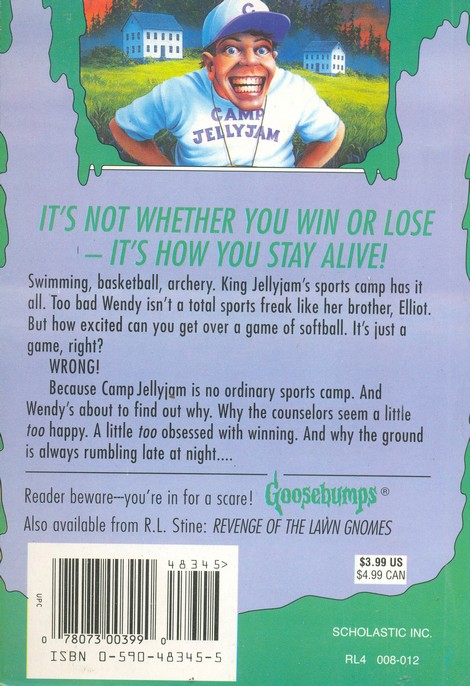 C
CAMP
JELLYJAM
IT'S NOT WHETHER YOU WIN OR LOSE
— IT'S HOW YOU STAY ALIVE!
Swimming, basketball, archery. King Jellyjam's sports camp has it
all. Too bad Wendy isn't a total sports freak like her brother, Elliot.
But how excited can you get over a game of softball. It's just a
game, right?
WRONG!
Because Camp Jellyjam is no ordinary sports camp. And
Wendy's about to find out why. Why the counselors seem a little
too happy. A little too obsessed with winning. And why the ground
is always rumbling late at night....
Reader beware---you're in for a scare! Goosebumps ®
Also available from R.L. Stine: REVENGE OF THE LAWN GNOMES
48345>
UPC
0 78073 00399 0
ISBN 0-590-48345-5
$3.99 US
$4.99 CAN
SCHOLASTIC INC.
RL4 008-012